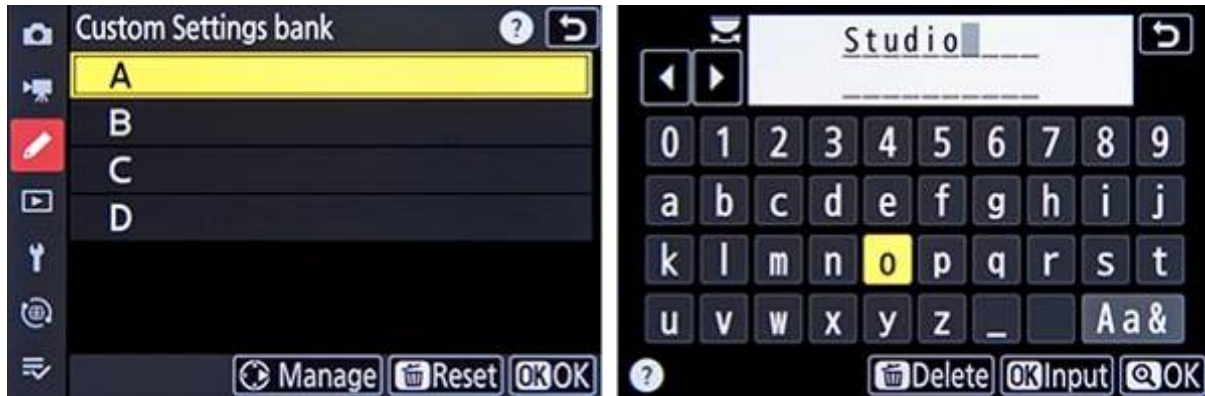 Custom Settings bank ?
A
B
C
D
Manage Reset OK OK
Studio
0 1 2 3 4 5 6 7 8 9
a b c d e f g h i j
k l m n o p q r s t
u v w x y z _ Aa&
? Delete OK Input OK